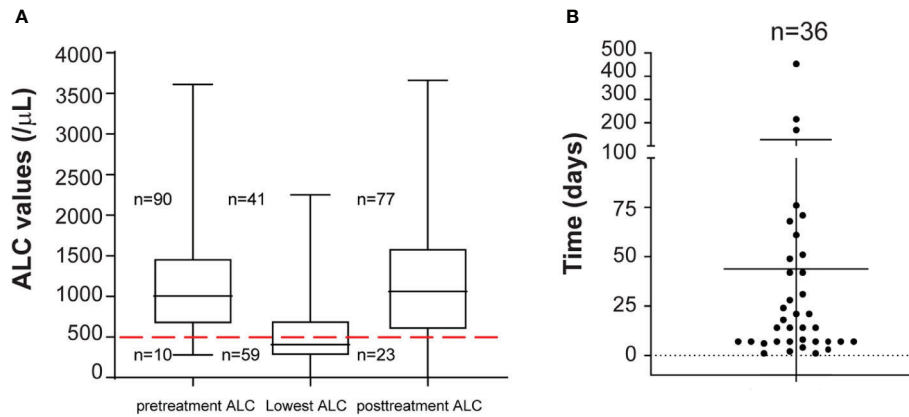 A
ALC values (/μL)
4000
3500
3000
2500
2000
1500
1000
500
0
n=90
n=41
n=77
n=10
n=59
n=23
pretreatment ALC
Lowest ALC
posttreatment ALC
B
n=36
Time (days)
500
400
300
200
100
75
50
25
0